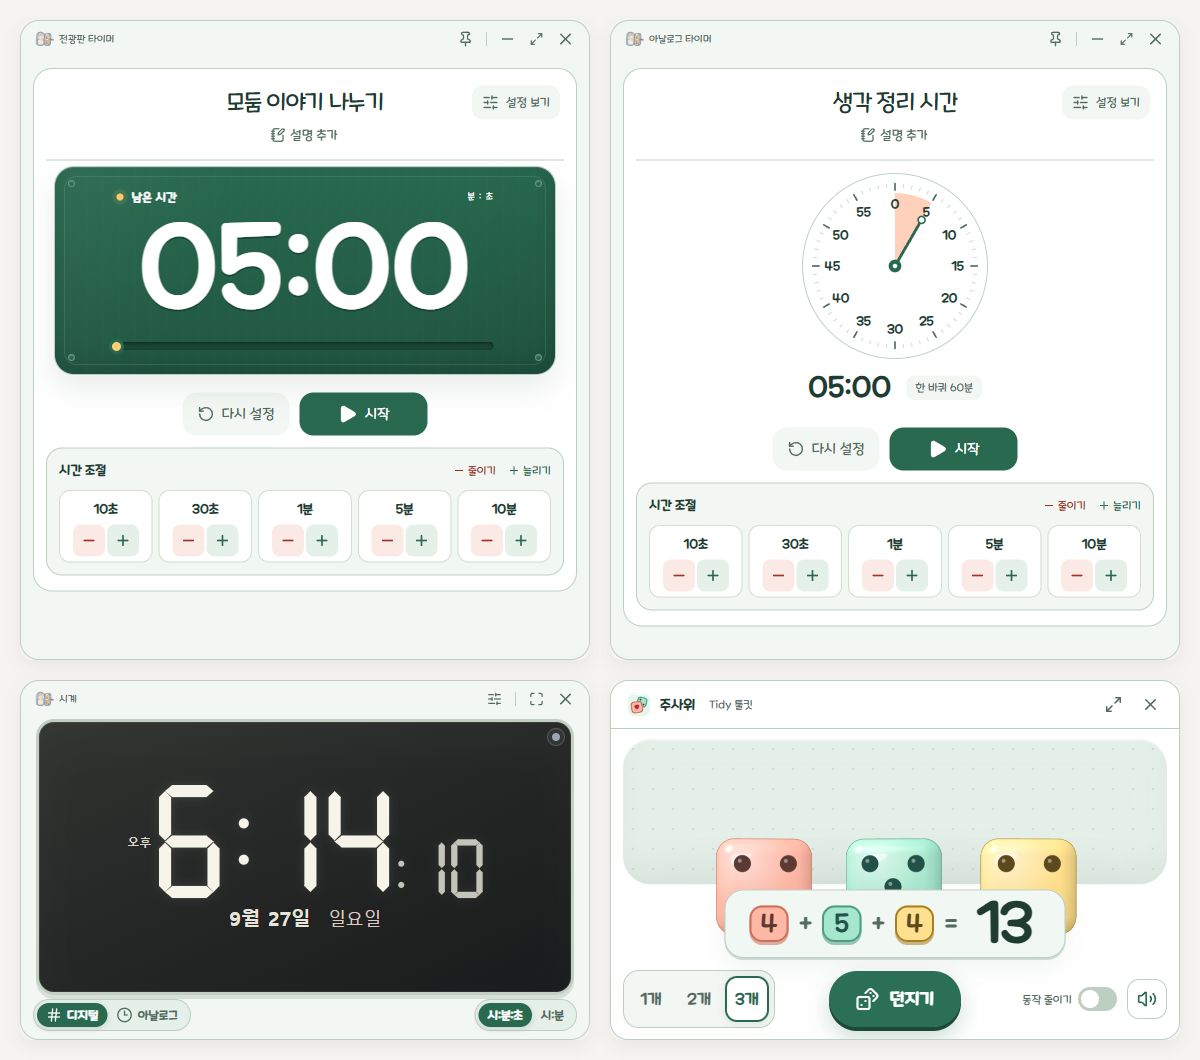 전광판 타이머
모둠 이야기 나누기
설정 보기
설명 추가
남은 시간
분 : 초
05:00
다시 설정
시작
시간 조절
− 줄이기 + 늘리기
10초 30초 1분 5분 10분
− + − + − + − + − +
아날로그 타이머
생각 정리 시간
설정 보기
설명 추가
0 5 10 15 20 25 30 35 40 45 50 55
05:00
한 바퀴 60분
다시 설정
시작
시간 조절
− 줄이기 + 늘리기
10초 30초 1분 5분 10분
− + − + − + − + − +
시계
오후 6:14:10
9월 27일 일요일
디지털 아날로그
시:분:초 시:분
주사위 Tidy 툴킷
4 + 5 + 4 = 13
1개 2개 3개
던지기
동작 줄이기